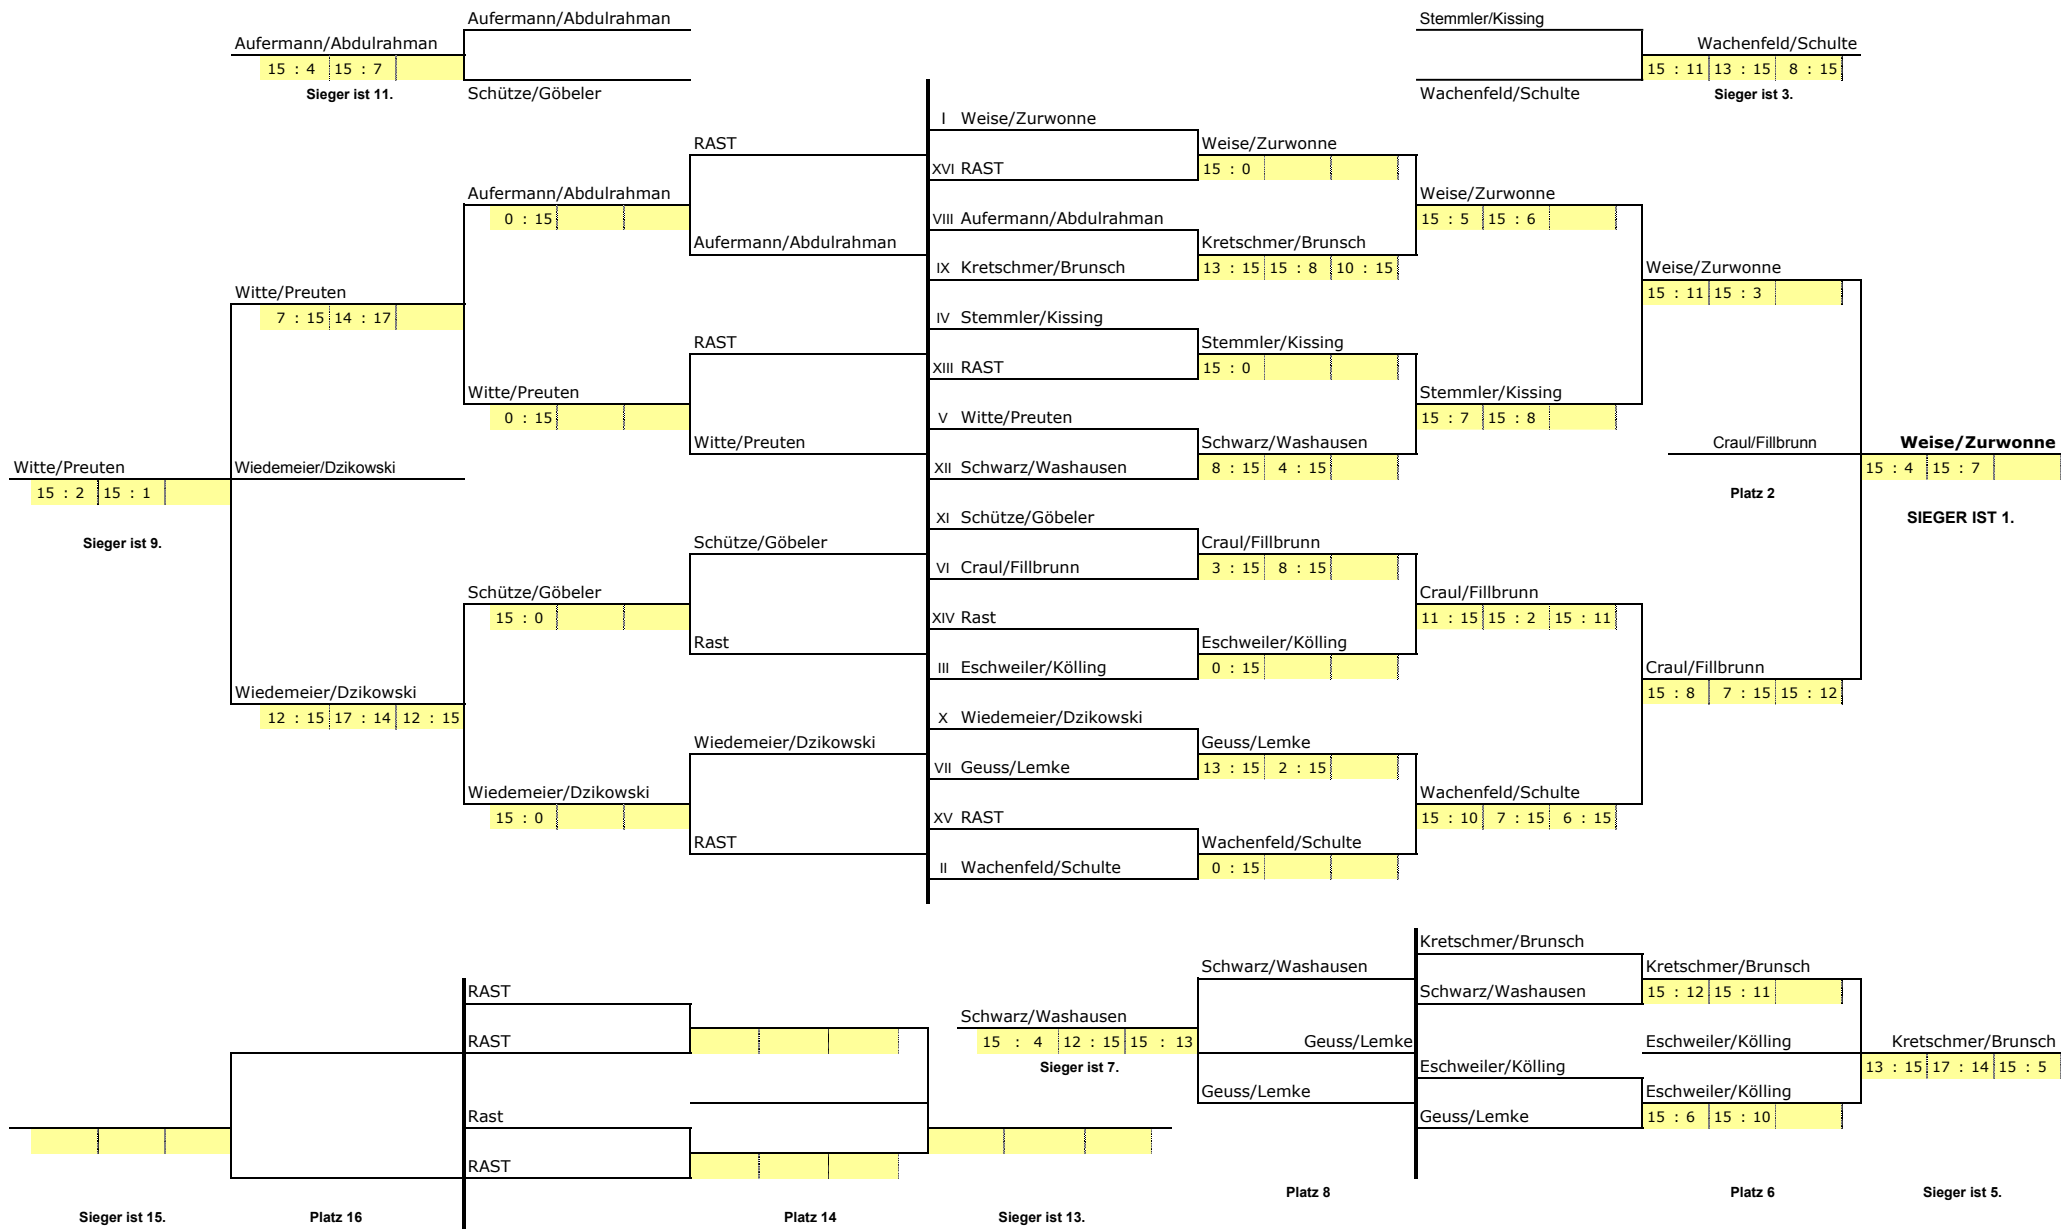 Aufermann/Abdulrahman
Stemmler/Kissing
Aufermann/Abdulrahman
Wachenfeld/Schulte
15 : 4 15 : 7
15 : 11 13 : 15 8 : 15
Sieger ist 11.
Schütze/Göbeler
Wachenfeld/Schulte
Sieger ist 3.
I Weise/Zurwonne
RAST
Weise/Zurwonne
XVI RAST
15 : 0
Aufermann/Abdulrahman
Weise/Zurwonne
0 : 15
VIII Aufermann/Abdulrahman
15 : 5 15 : 6
Aufermann/Abdulrahman
Kretschmer/Brunsch
IX Kretschmer/Brunsch
13 : 15 15 : 8 10 : 15
Weise/Zurwonne
Witte/Preuten
15 : 11 15 : 3
7 : 15 14 : 17
IV Stemmler/Kissing
RAST
Stemmler/Kissing
XIII RAST
15 : 0
Witte/Preuten
Stemmler/Kissing
0 : 15
V Witte/Preuten
15 : 7 15 : 8
Witte/Preuten
Schwarz/Washausen
Craul/Fillbrunn
Weise/Zurwonne
Witte/Preuten
Wiedemeier/Dzikowski
XII Schwarz/Washausen
8 : 15 4 : 15
15 : 4 15 : 7
15 : 2 15 : 1
Platz 2
XI Schütze/Göbeler
SIEGER IST 1.
Sieger ist 9.
Schütze/Göbeler
Craul/Fillbrunn
VI Craul/Fillbrunn
3 : 15 8 : 15
Schütze/Göbeler
Craul/Fillbrunn
15 : 0
XIV Rast
11 : 15 15 : 2 15 : 11
Rast
Eschweiler/Kölling
III Eschweiler/Kölling
0 : 15
Craul/Fillbrunn
Wiedemeier/Dzikowski
15 : 8 7 : 15 15 : 12
12 : 15 17 : 14 12 : 15
X Wiedemeier/Dzikowski
Wiedemeier/Dzikowski
Geuss/Lemke
VII Geuss/Lemke
13 : 15 2 : 15
Wiedemeier/Dzikowski
Wachenfeld/Schulte
15 : 0
XV RAST
15 : 10 7 : 15 6 : 15
RAST
Wachenfeld/Schulte
II Wachenfeld/Schulte
0 : 15
Kretschmer/Brunsch
Schwarz/Washausen
Kretschmer/Brunsch
RAST
Schwarz/Washausen
15 : 12 15 : 11
Schwarz/Washausen
RAST
15 : 4 12 : 15 15 : 13
Geuss/Lemke
Eschweiler/Kölling
Kretschmer/Brunsch
Sieger ist 7.
Eschweiler/Kölling
13 : 15 17 : 14 15 : 5
Geuss/Lemke
Eschweiler/Kölling
Rast
Geuss/Lemke
15 : 6 15 : 10
RAST
Platz 8
Platz 6
Sieger ist 5.
Sieger ist 15.
Platz 16
Platz 14
Sieger ist 13.